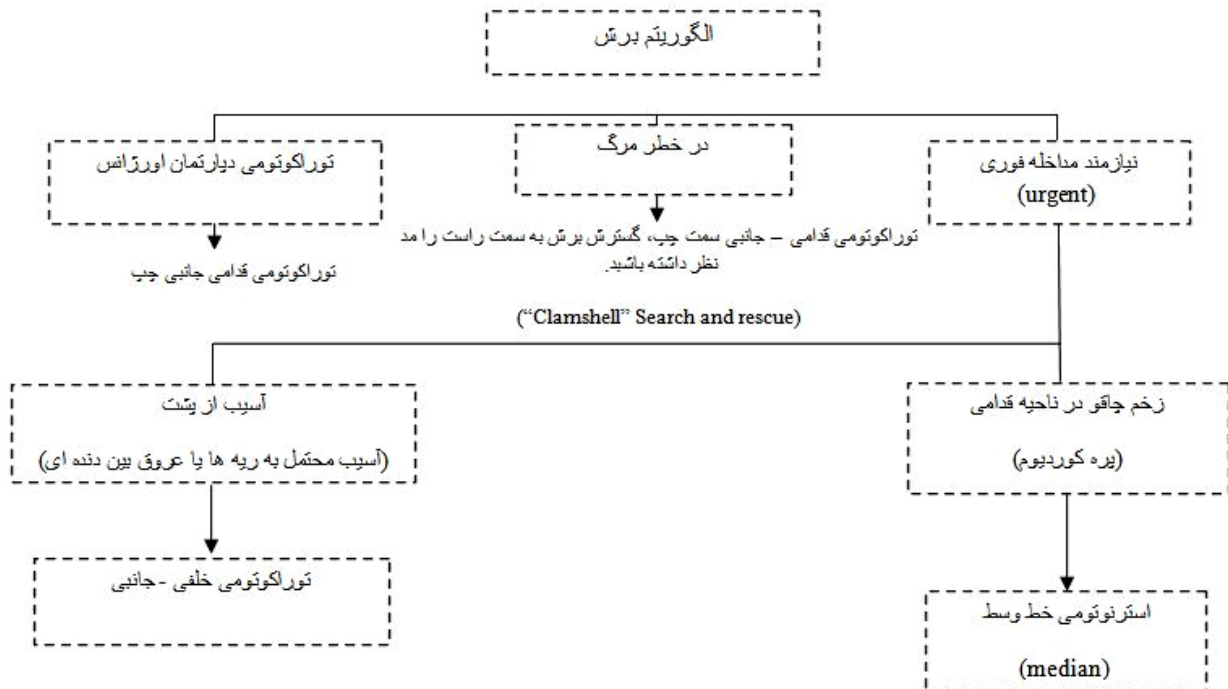 الگوریتم برش
نیازمند مداخله فوری
(urgent)
در خطر مرگ
توراکوتومی دپارتمان اورژانس
توراکوتومی قدامی – جانبی سمت چپ، گسترش برش به سمت راست را مد
نظر داشته باشید.
توراکوتومی قدامی جانبی چپ
(“Clamshell” Search and rescue)
زخم چاقو در ناحیه قدامی
(پره کوردیوم)
آسیب از پشت
(آسیب محتمل به ریه ها یا عروق بین دنده ای)
استرنوتومی خط وسط
(median)
توراکوتومی خلفی - جانبی